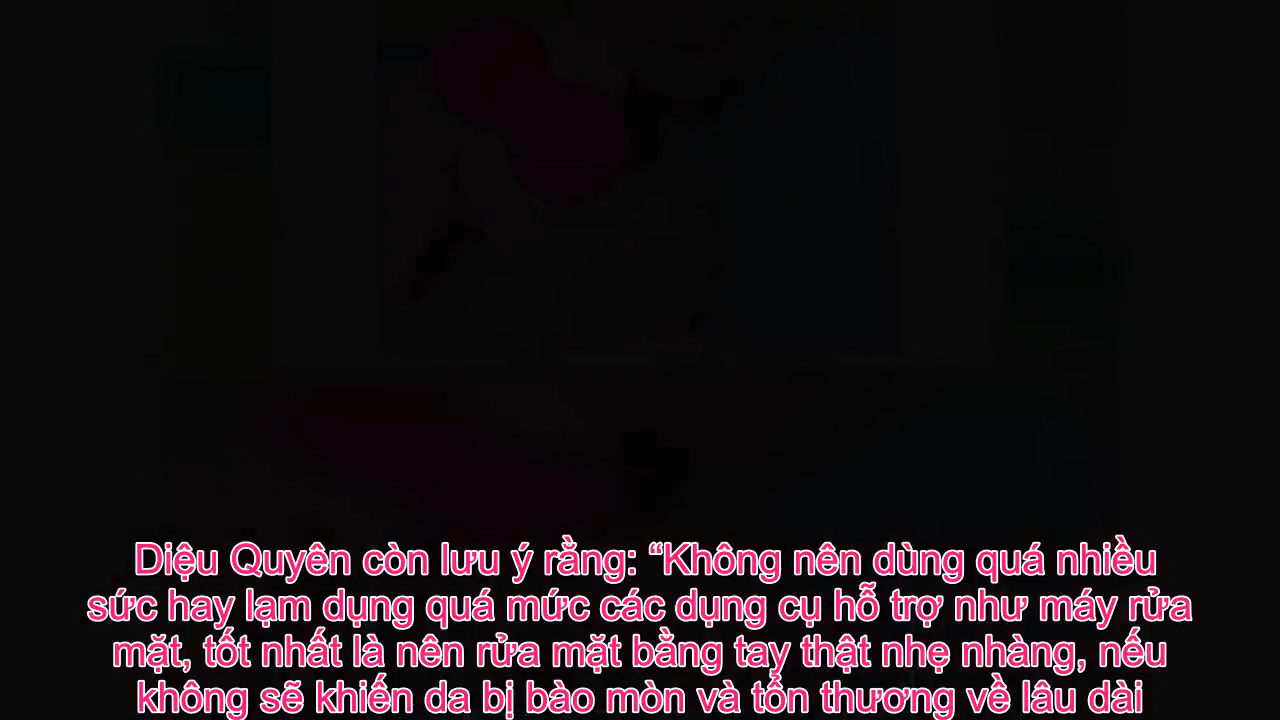 Diệu Quyên còn lưu ý rằng: “Không nên dùng quá nhiều
sức hay lạm dụng quá mức các dụng cụ hỗ trợ như máy rửa
mặt, tốt nhất là nên rửa mặt bằng tay thật nhẹ nhàng, nếu
không sẽ khiến da bị bào mòn và tổn thương về lâu dài